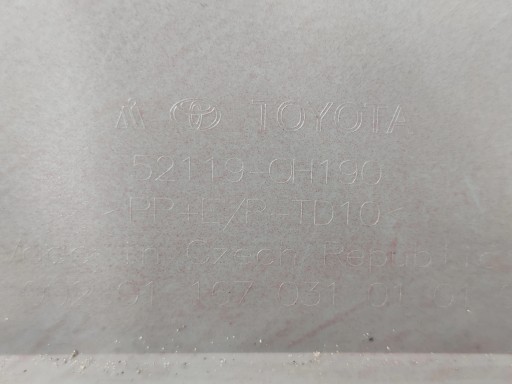 TOYOTA
52119-0H190
>PP+E/P-TD10<
Made in Czech Republic